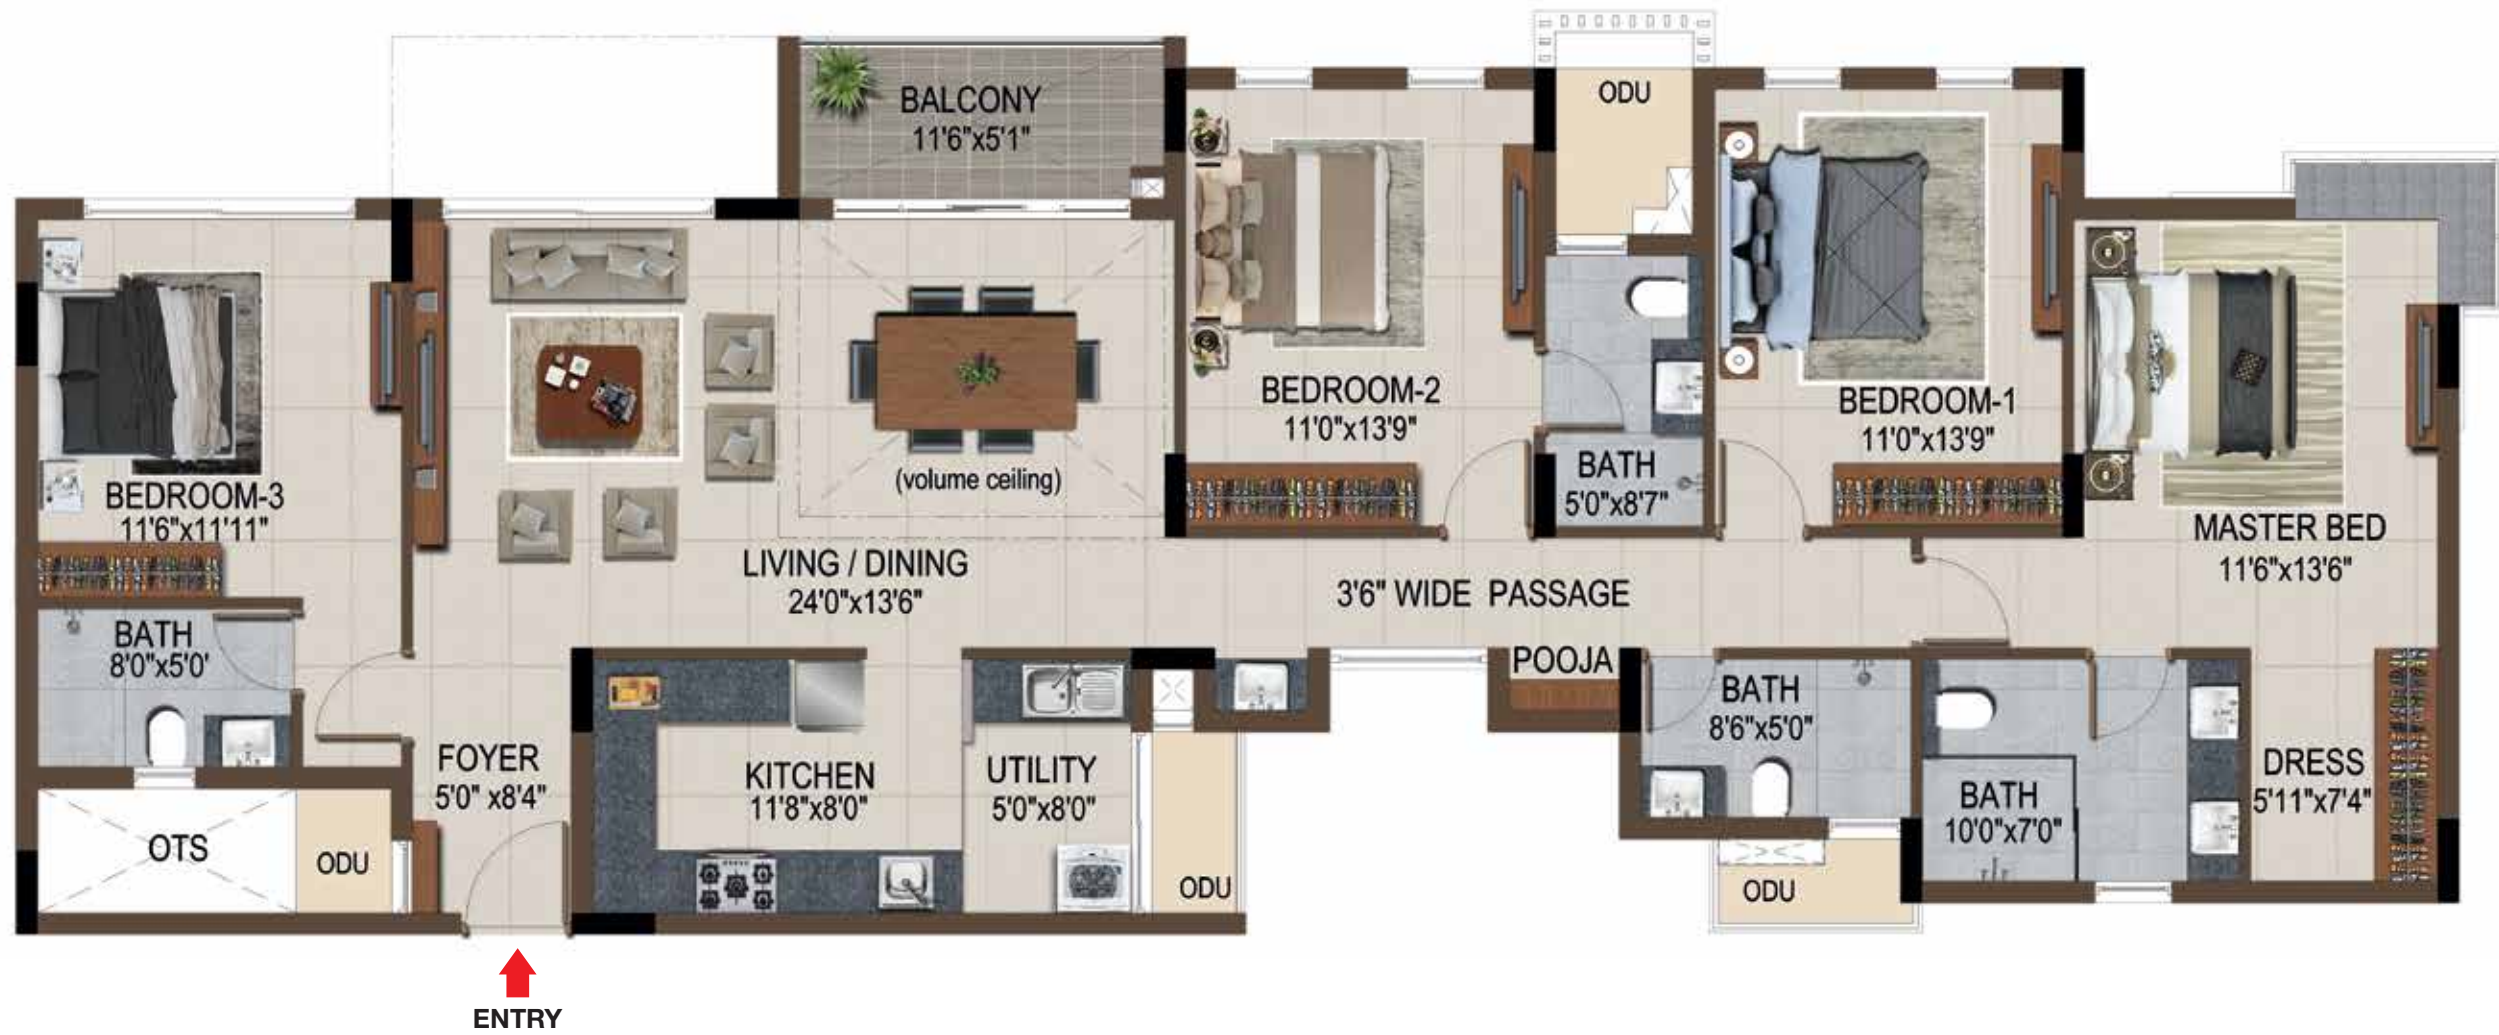 BALCONY
11'6"x5'1"
ODU
BEDROOM-2
11'0"x13'9"
BEDROOM-1
11'0"x13'9"
BATH
5'0"x8'7"
(volume ceiling)
BEDROOM-3
11'6"x11'11"
MASTER BED
11'6"x13'6"
LIVING / DINING
24'0"x13'6"
3'6" WIDE PASSAGE
BATH
8'0"x5'0'
POOJA
BATH
8'6"x5'0"
FOYER
5'0" x8'4"
KITCHEN
11'8"x8'0"
UTILITY
5'0"x8'0"
DRESS
5'11"x7'4"
BATH
10'0"x7'0"
OTS
ODU
ODU
ODU
ENTRY